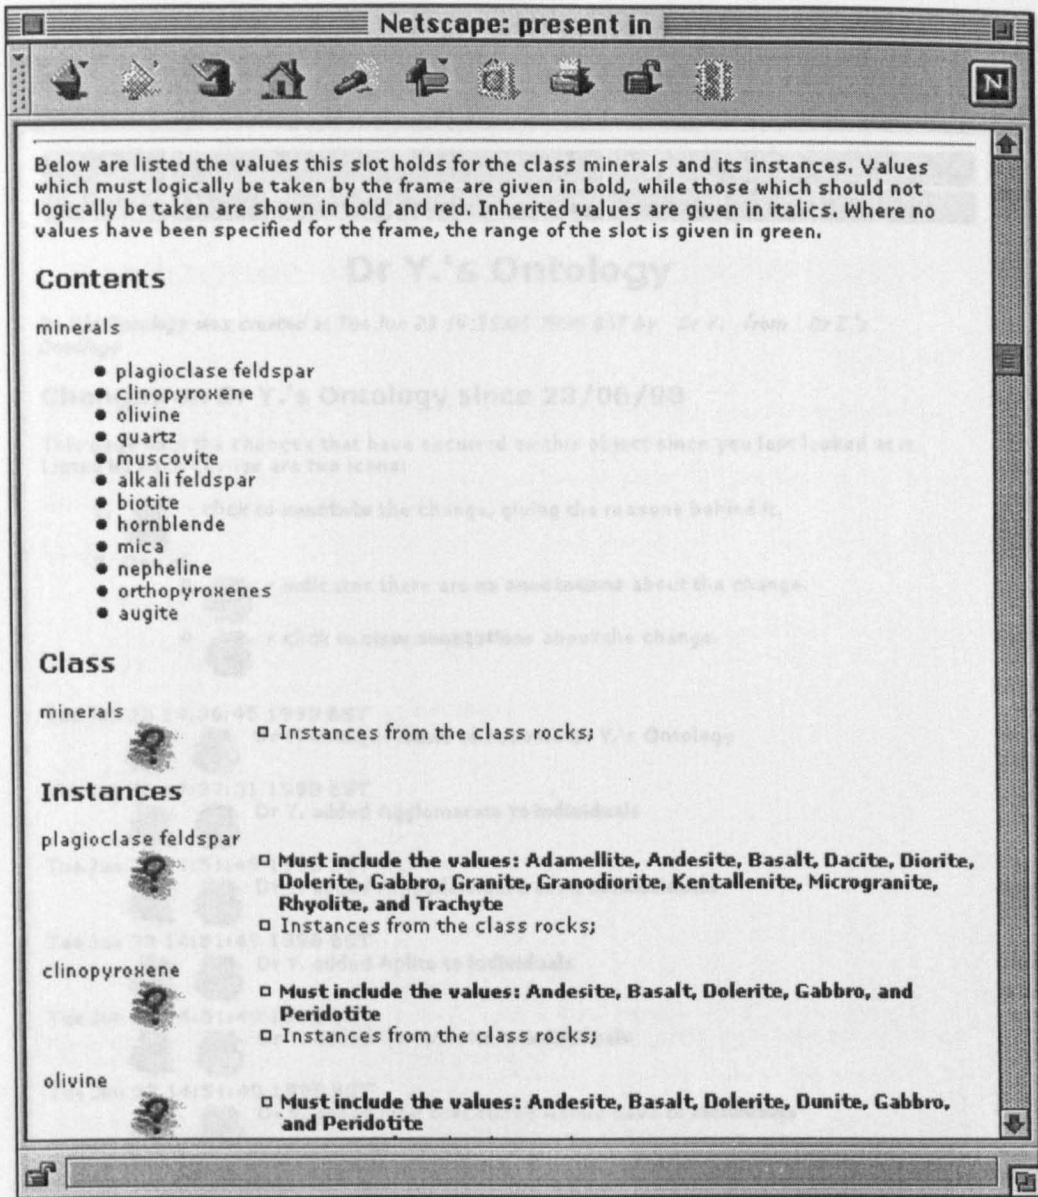 Netscape: present in
N
Below are listed the values this slot holds for the class minerals and its instances. Values
which must logically be taken by the frame are given in bold, while those which should not
logically be taken are shown in bold and red. Inherited values are given in italics. Where no
values have been specified for the frame, the range of the slot is given in green.
Dr Y.'s Ontology
Contents
minerals
• plagioclase feldspar
• clinopyroxene
• olivine
• quartz
• muscovite
• alkali feldspar
• biotite
• hornblende
• mica
• nepheline
• orthopyroxenes
• augite
Class
minerals
? Instances from the class rocks;
Instances
plagioclase feldspar
? Must include the values: Adamellite, Andesite, Basalt, Dacite, Diorite,
Dolerite, Gabbro, Granite, Granodiorite, Kentallenite, Microgranite,
Rhyolite, and Trachyte
Instances from the class rocks;
clinopyroxene
? Must include the values: Andesite, Basalt, Dolerite, Gabbro, and
Peridotite
Instances from the class rocks;
olivine
? Must include the values: Andesite, Basalt, Dolerite, Dunite, Gabbro,
and Peridotite